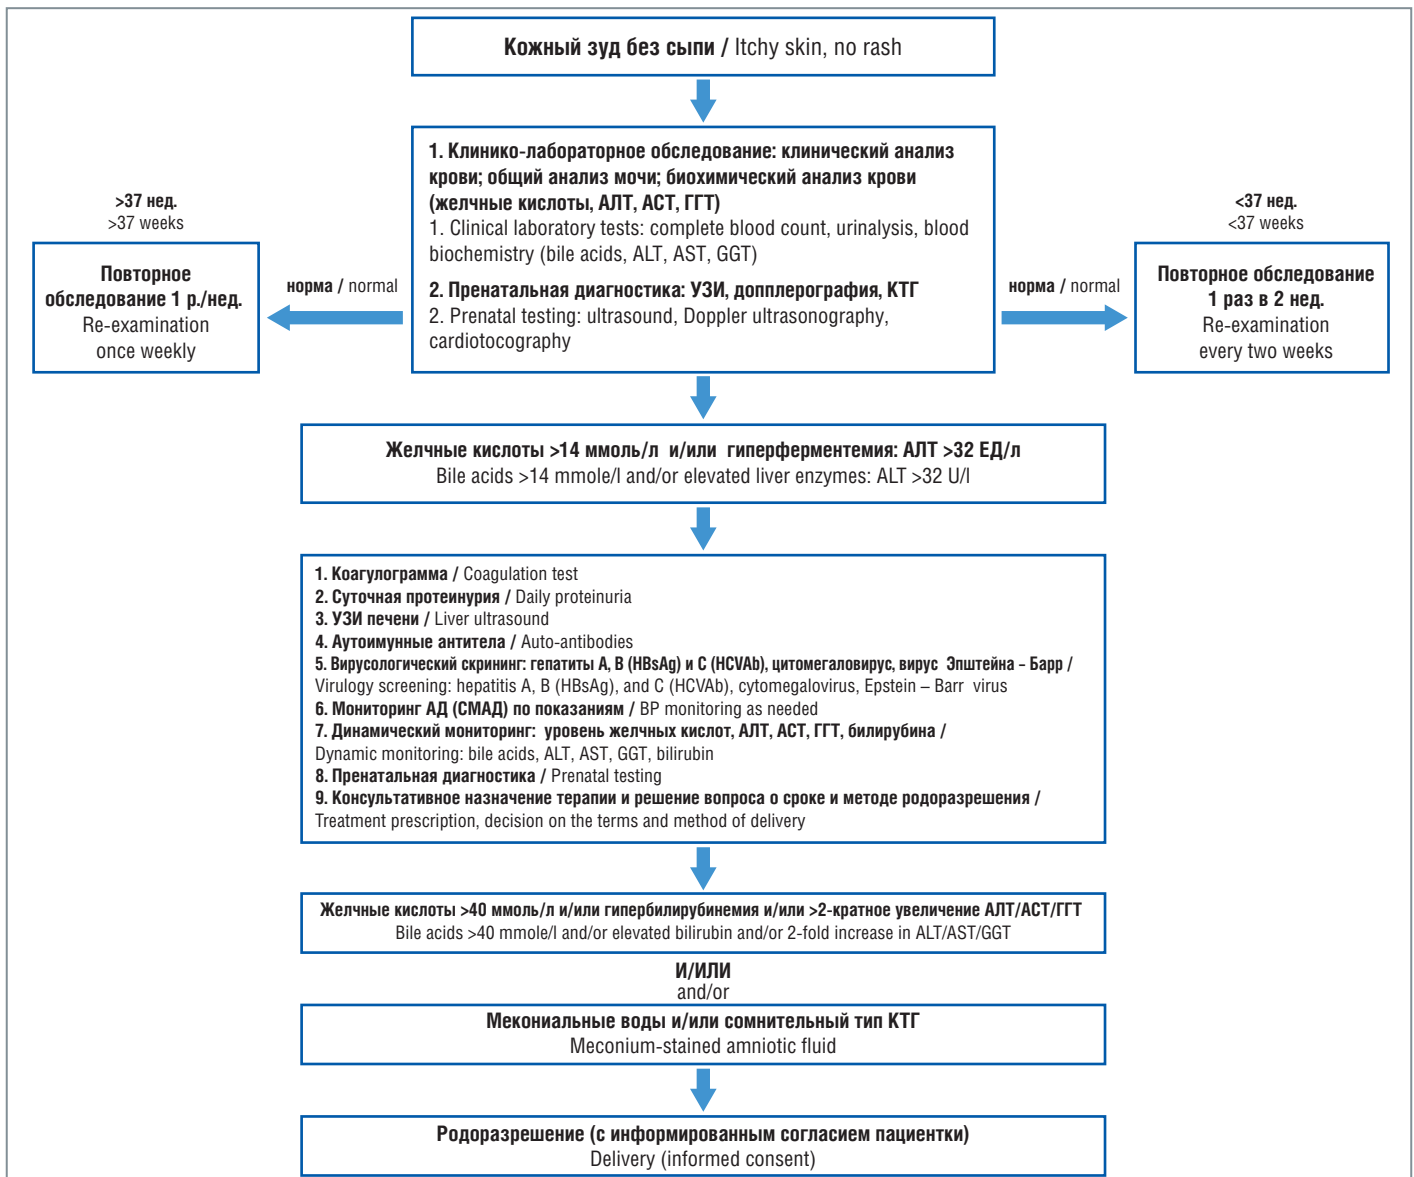 Кожный зуд без сыпи / Itchy skin, no rash
1. Клинико-лабораторное обследование: клинический анализ
крови; общий анализ мочи; биохимический анализ крови
(желчные кислоты, АЛТ, АСТ, ГГТ)
1. Clinical laboratory tests: complete blood count, urinalysis, blood
biochemistry (bile acids, ALT, AST, GGT)
2. Пренатальная диагностика: УЗИ, допплерография, КТГ
2. Prenatal testing: ultrasound, Doppler ultrasonography,
cardiotocography
>37 нед.
>37 weeks
Повторное
обследование 1 р./нед.
Re-examination
once weekly
норма / normal
норма / normal
<37 нед.
<37 weeks
Повторное обследование
1 раз в 2 нед.
Re-examination
every two weeks
Желчные кислоты >14 ммоль/л и/или гиперферментемия: АЛТ >32 ЕД/л
Bile acids >14 mmole/l and/or elevated liver enzymes: ALT >32 U/l
1. Коагулограмма / Coagulation test
2. Суточная протеинурия / Daily proteinuria
3. УЗИ печени / Liver ultrasound
4. Аутоимунные антитела / Auto-antibodies
5. Вирусологический скрининг: гепатиты А, В (HBsAg) и С (HCVAb), цитомегаловирус, вирус Эпштейна – Барр /
Virulogy screening: hepatitis A, B (HBsAg), and C (HCVAb), cytomegalovirus, Epstein – Barr virus
6. Мониторинг АД (СМАД) по показаниям / BP monitoring as needed
7. Динамический мониторинг: уровень желчных кислот, АЛТ, АСТ, ГГТ, билирубина /
Dynamic monitoring: bile acids, ALT, AST, GGT, bilirubin
8. Пренатальная диагностика / Prenatal testing
9. Консультативное назначение терапии и решение вопроса о сроке и методе родоразрешения /
Treatment prescription, decision on the terms and method of delivery
Желчные кислоты >40 ммоль/л и/или гипербилирубинемия и/или >2-кратное увеличение АЛТ/АСТ/ГГТ
Bile acids >40 mmole/l and/or elevated bilirubin and/or 2-fold increase in ALT/AST/GGT
И/ИЛИ
and/or
Мекониальные воды и/или сомнительный тип КТГ
Meconium-stained amniotic fluid
Родоразрешение (с информированным согласием пациентки)
Delivery (informed consent)